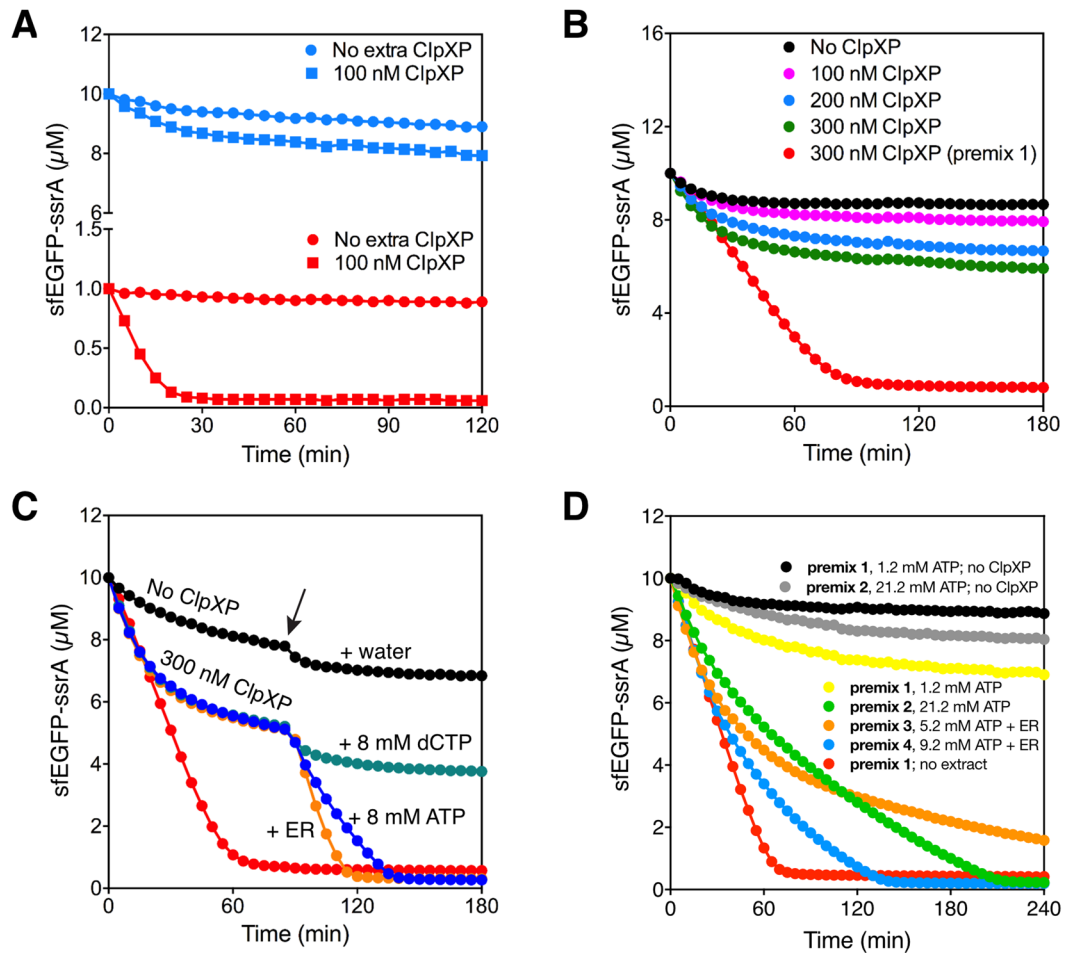 A
12
10
8
6
1.5
1.0
0.5
0.0
0
30
60
90
120
sfEGFP-ssrA (µM)
Time (min)
No extra ClpXP
100 nM ClpXP
No extra ClpXP
100 nM ClpXP
B
16
12
8
4
0
0
60
120
180
sfEGFP-ssrA (µM)
Time (min)
No ClpXP
100 nM ClpXP
200 nM ClpXP
300 nM ClpXP
300 nM ClpXP (premix 1)
C
12
10
8
6
4
2
0
0
60
120
180
sfEGFP-ssrA (µM)
Time (min)
No ClpXP
300 nM ClpXP
+ water
+ 8 mM dCTP
+ 8 mM ATP
+ ER
D
12
10
8
6
4
2
0
0
60
120
180
240
sfEGFP-ssrA (µM)
Time (min)
premix 1, 1.2 mM ATP; no ClpXP
premix 2, 21.2 mM ATP; no ClpXP
premix 1, 1.2 mM ATP
premix 2, 21.2 mM ATP
premix 3, 5.2 mM ATP + ER
premix 4, 9.2 mM ATP + ER
premix 1; no extract